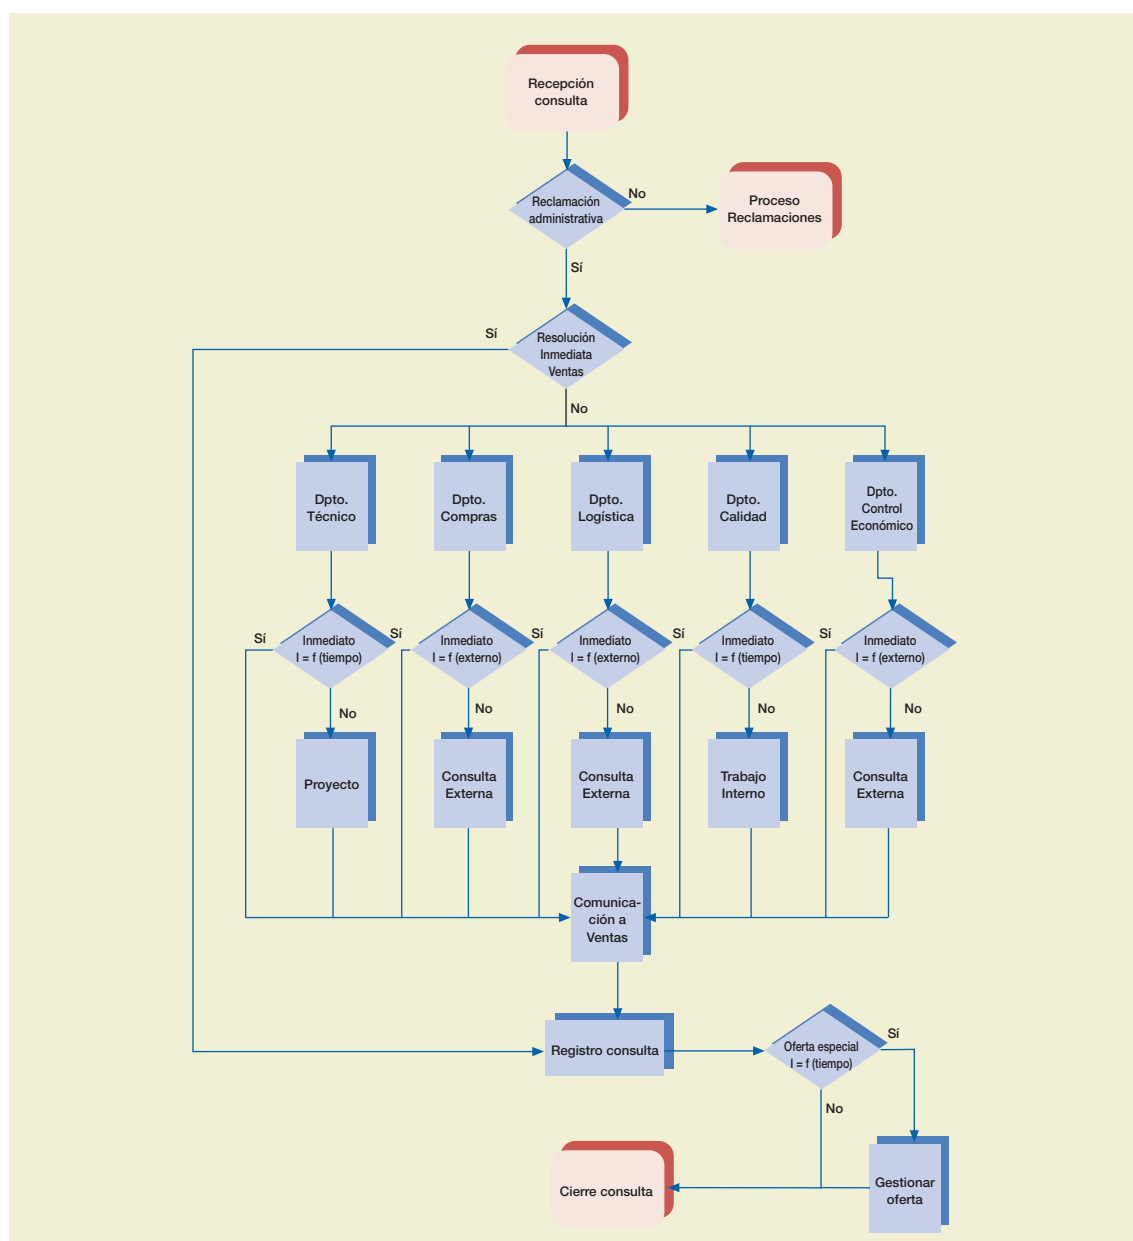 Recepción
consulta
Reclamación
administrativa
No
Proceso
Reclamaciones
Sí
Sí
Resolución
Inmediata
Ventas
No
Dpto.
Técnico
Dpto.
Compras
Dpto.
Logística
Dpto.
Calidad
Dpto.
Control
Económico
Sí
Inmediato
I = f (tiempo)
Sí
Inmediato
I = f (externo)
Sí
Inmediato
I = f (externo)
Sí
Inmediato
I = f (tiempo)
Sí
Inmediato
I = f (externo)
No
No
No
No
No
Proyecto
Consulta
Externa
Consulta
Externa
Trabajo
Interno
Consulta
Externa
Comunica-
ción a
Ventas
Registro consulta
Oferta especial
I = f (tiempo)
Sí
No
Cierre consulta
Gestionar
oferta